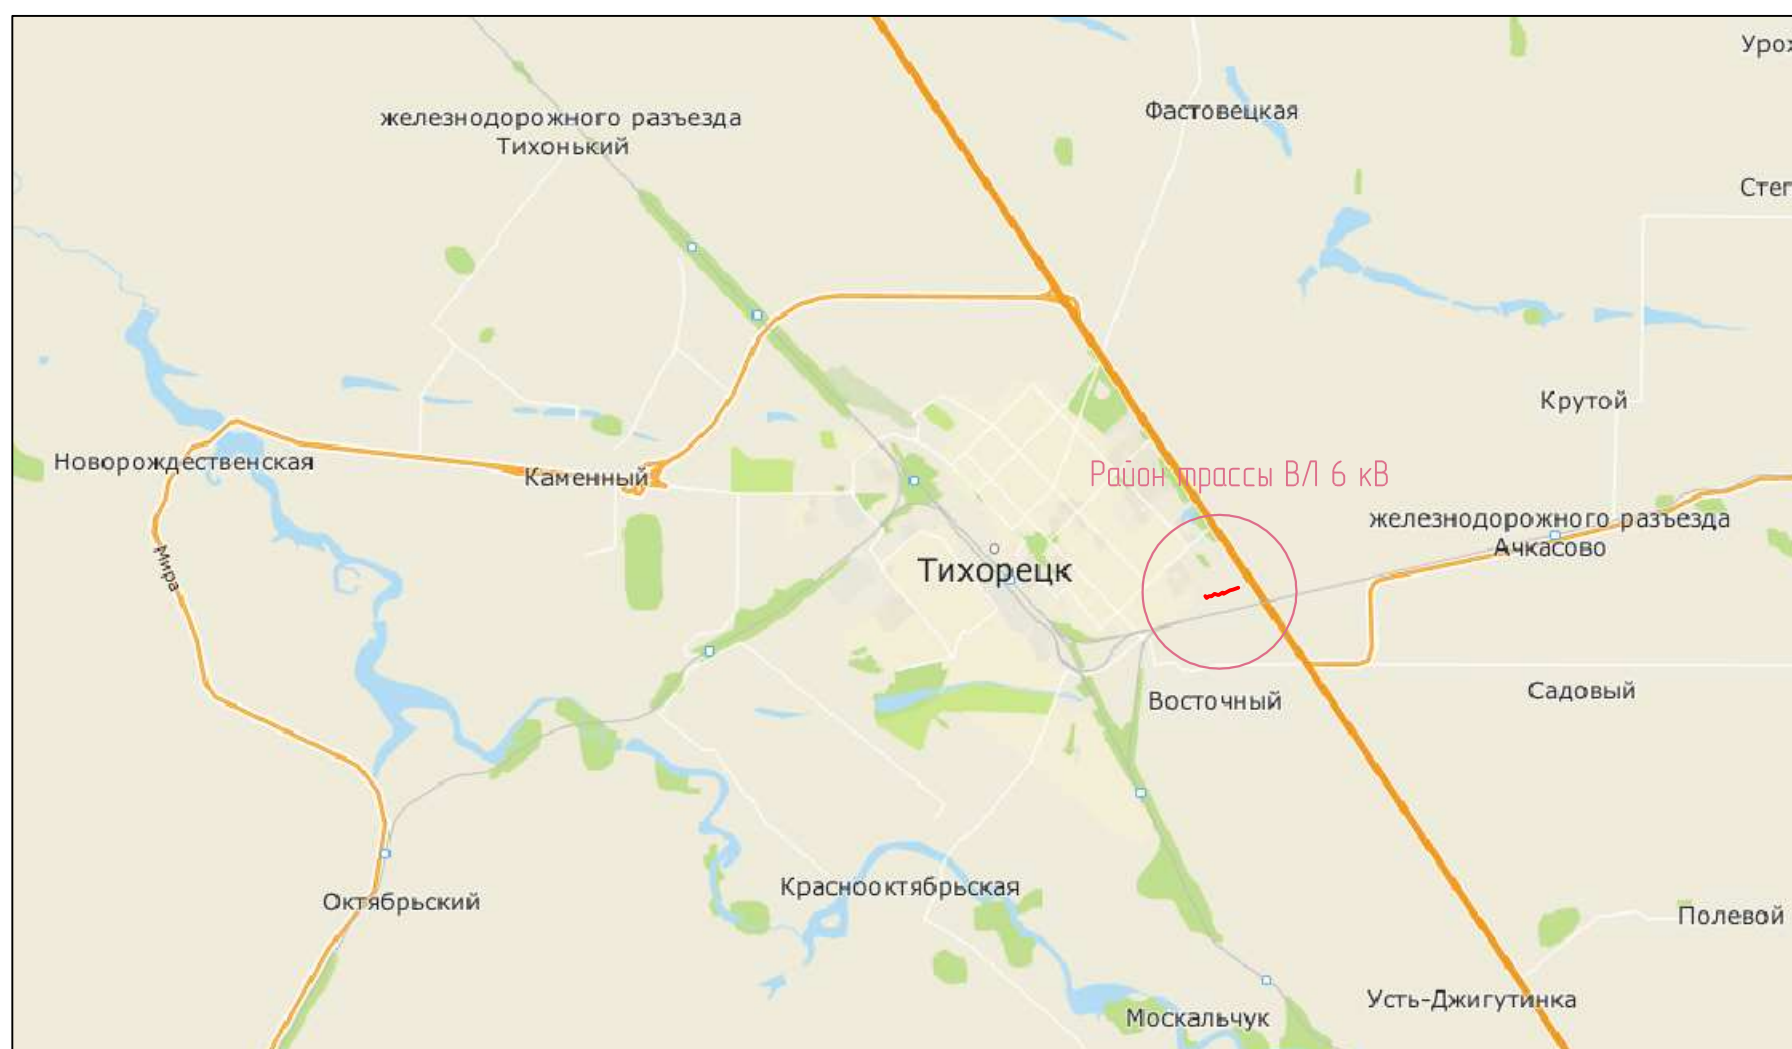 Урож
железнодорожного разъезда
Тихонький
Фастовецкая
Степ
Крутой
Новорождественская
Каменный
Район трассы ВЛ 6 кВ
железнодорожного разъезда
Ачкасово
Мира
Тихорецк
Восточный
Садовый
Краснооктябрьская
Октябрьский
Полевой
Усть-Джигутинка
Москальчук